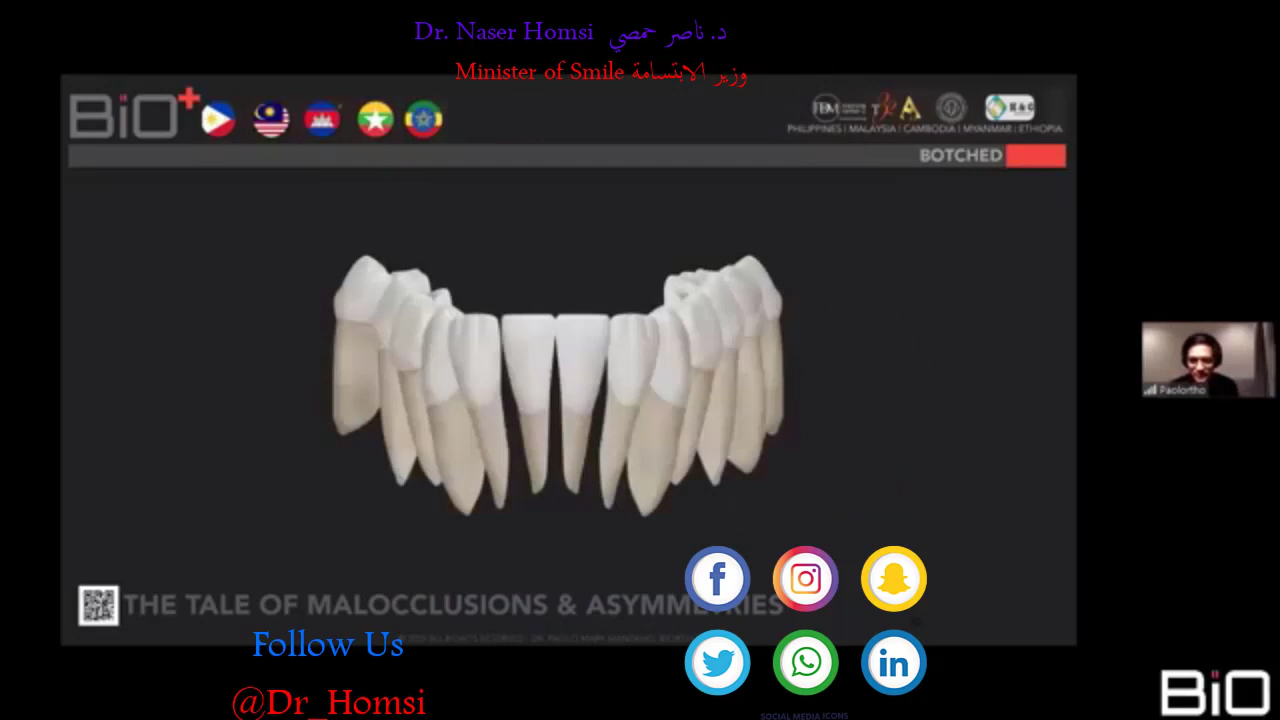 Dr. Naser Homsi د. ناصر حمصي
Minister of Smile وزير الابتسامة
BiO+
PHILIPPINES | MALAYSIA | CAMBODIA | MYANMAR | ETHIOPIA
BOTCHED
Paolortho
THE TALE OF MALOCCLUSIONS & ASYMMETRIES
Follow Us
@Dr_Homsi
SOCIAL MEDIA ICONS
BiO